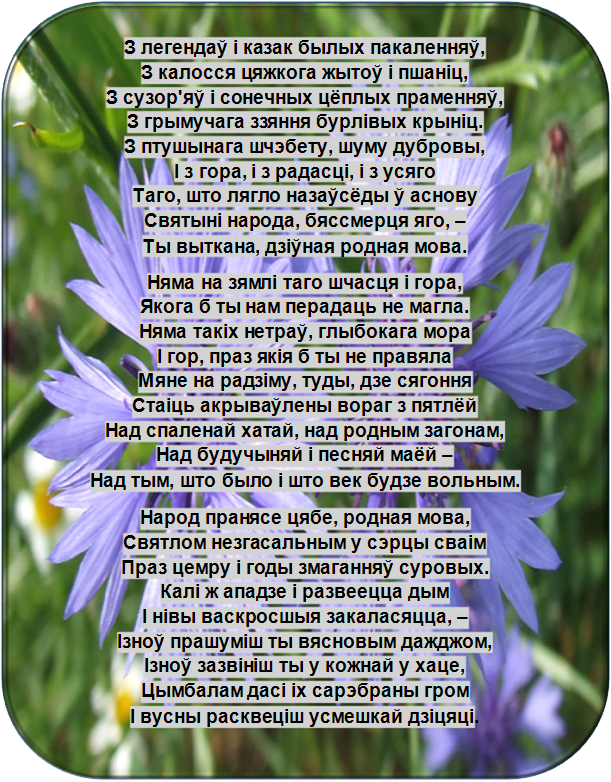 З легендаў і казак былых пакаленняў,
З калосся цяжкога жытоў і пшаніц,
З сузор'яў і сонечных цёплых праменняў,
З грымучага ззяння бурлівых крыніц.
З птушынага шчэбету, шуму дубровы,
І з гора, і з радасці, і з усяго
Таго, што лягло назаўсёды ў аснову
Святыні народа, бяссмерця яго, –
Ты выткана, дзіўная родная мова.
Няма на зямлі таго шчасця і гора,
Якога б ты нам перадаць не магла.
Няма такіх нетраў, глыбокага мора
І гор, праз якія б ты не правяла
Мяне на радзіму, туды, дзе сягоння
Стаіць акрываўлены вораг з пятлёй
Над спаленай хатай, над родным загонам,
Над будучыняй і песняй маёй –
Над тым, што было і што век будзе вольным.
Народ пранясе цябе, родная мова,
Святлом незгасальным у сэрцы сваім
Праз цемру і годы змаганняў суровых.
Калі ж ападзе і развеецца дым
І нівы васкросшыя закаласяцца, –
Ізноў прашуміш ты вясновым дажджом,
Ізноў зазвініш ты у кожнай у хаце,
Цымбалам дасі іх сарэбраны гром
І вусны расквеціш усмешкай дзіцяці.